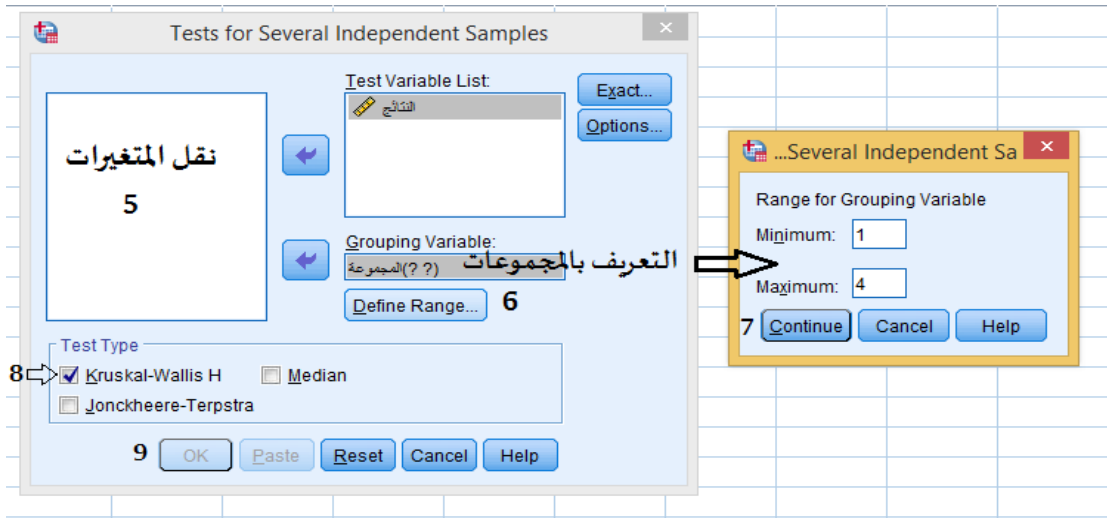 Tests for Several Independent Samples
Test Variable List:
النتائج
Exact...
Options...
نقل المتغيرات
5
Grouping Variable:
المجموعة(? ?)
التعريف بالمجموعات
Define Range...
6
Test Type
8
Kruskal-Wallis H
Median
Jonckheere-Terpstra
9
OK
Paste
Reset
Cancel
Help
...Several Independent Sa
Range for Grouping Variable
Minimum: 1
Maximum: 4
7
Continue
Cancel
Help